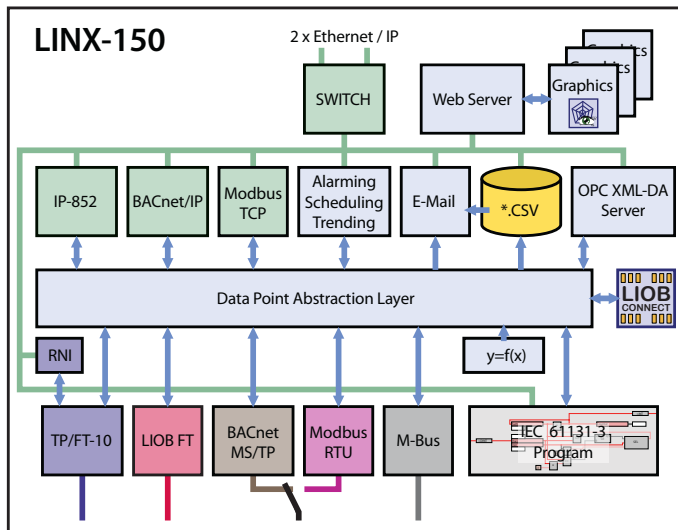 LINX-150
2 x Ethernet / IP
SWITCH
Web Server
Graphics
Graphics
Graphics
IP-852
BACnet/IP
Modbus
TCP
Alarming
Scheduling
Trending
E-Mail
*.CSV
OPC XML-DA
Server
Data Point Abstraction Layer
LIOB
CONNECT
RNI
y=f(x)
TP/FT-10
LIOB FT
BACnet
MS/TP
Modbus
RTU
M-Bus
IEC 61131-3
Program